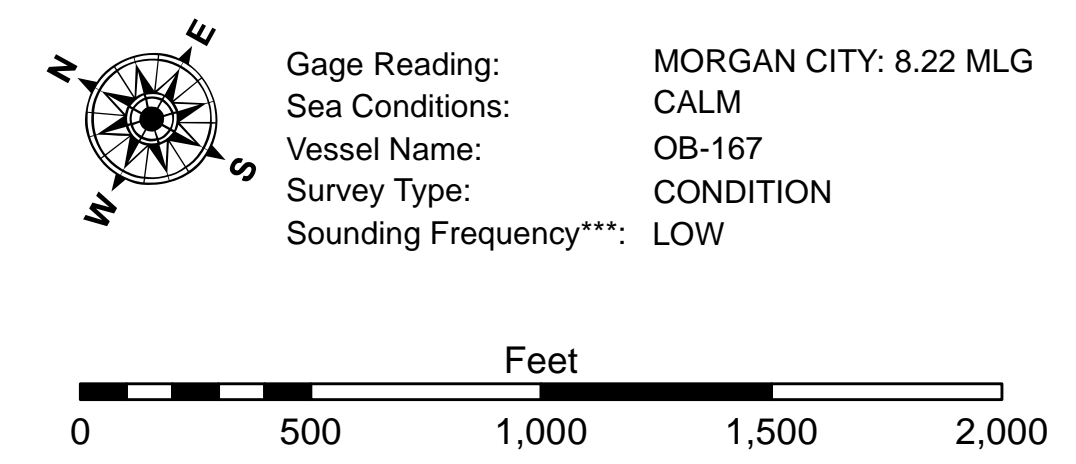 N E S W
Gage Reading: MORGAN CITY: 8.22 MLG
Sea Conditions: CALM
Vessel Name: OB-167
Survey Type: CONDITION
Sounding Frequency***: LOW
Feet
0 500 1,000 1,500 2,000